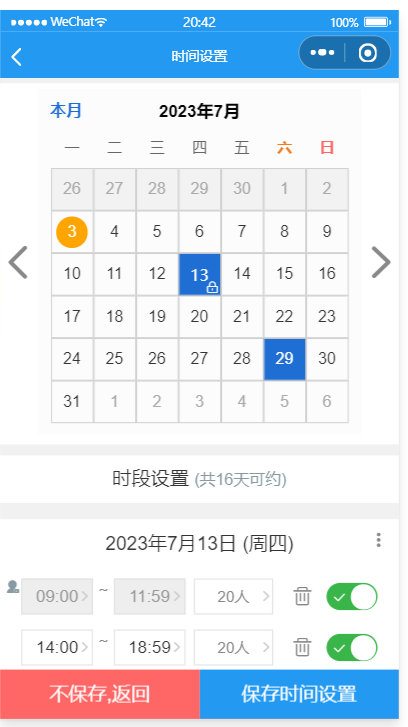 WeChat 20:42 100%
时间设置
本月 2023年7月
一 二 三 四 五 六 日
26 27 28 29 30 1 2
3 4 5 6 7 8 9
10 11 12 13 14 15 16
17 18 19 20 21 22 23
24 25 26 27 28 29 30
31 1 2 3 4 5 6
时段设置 (共16天可约)
2023年7月13日 (周四)
09:00 ~ 11:59 20人
14:00 ~ 18:59 20人
不保存,返回 保存时间设置